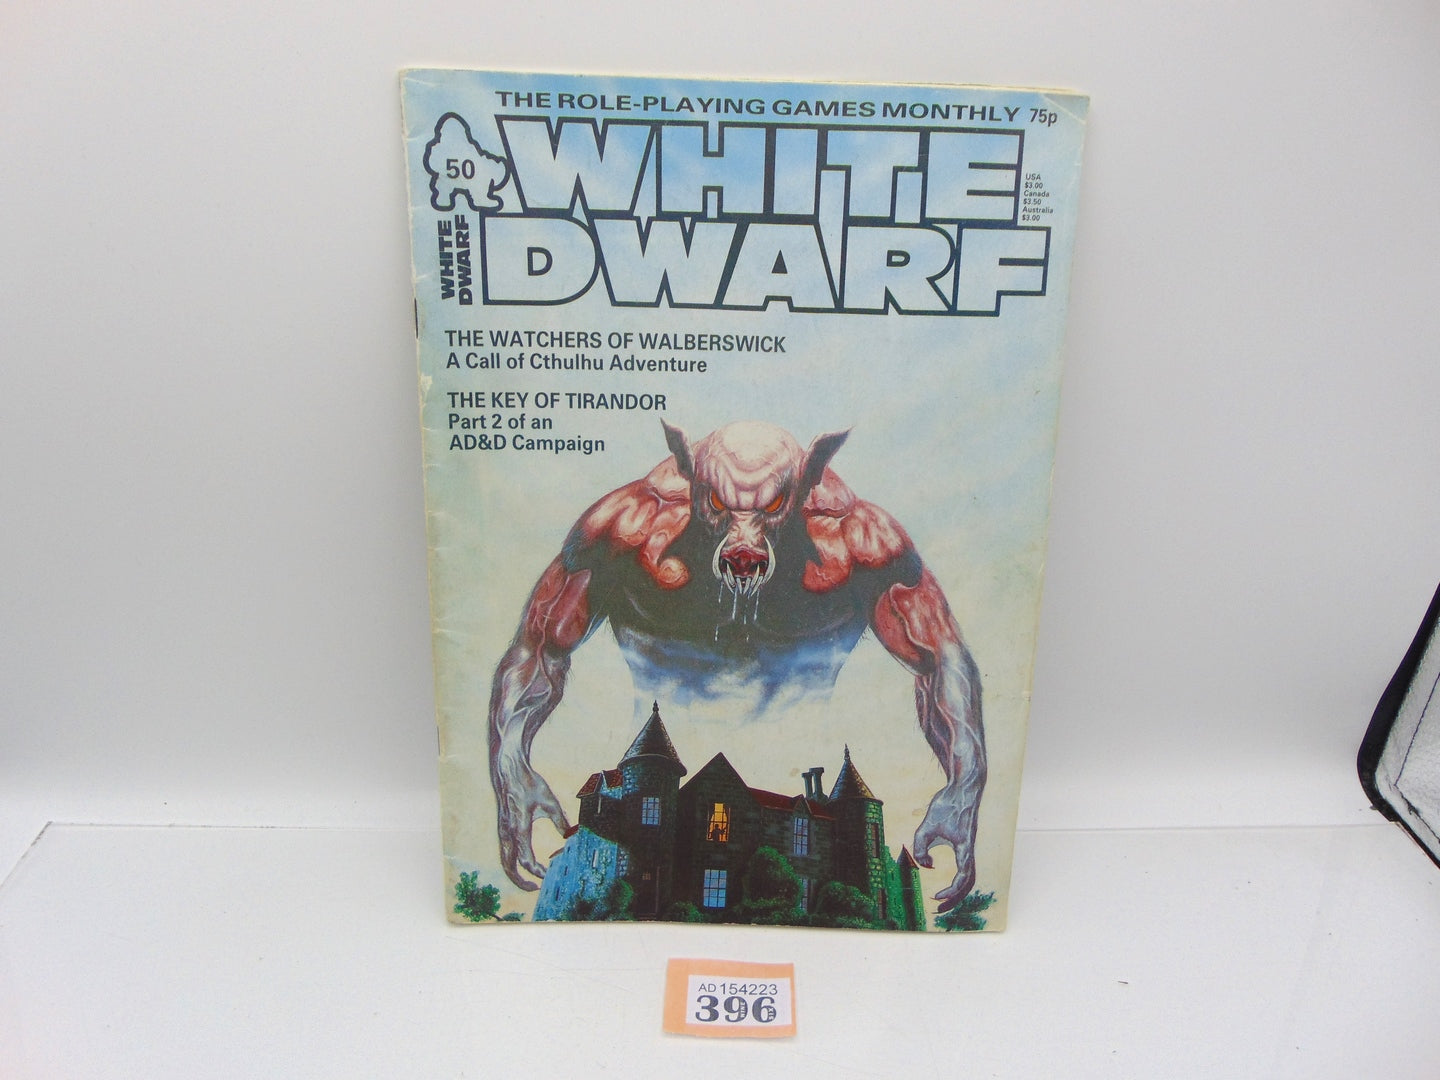 THE ROLE-PLAYING GAMES MONTHLY 75p
50
WHITE
DWARF
WHITE
DWARF
USA
$3.00
Canada
$3.50
Australia
$3.00
THE WATCHERS OF WALBERSWICK
A Call of Cthulhu Adventure
THE KEY OF TIRANDOR
Part 2 of an
AD&D Campaign
AD 154223
396